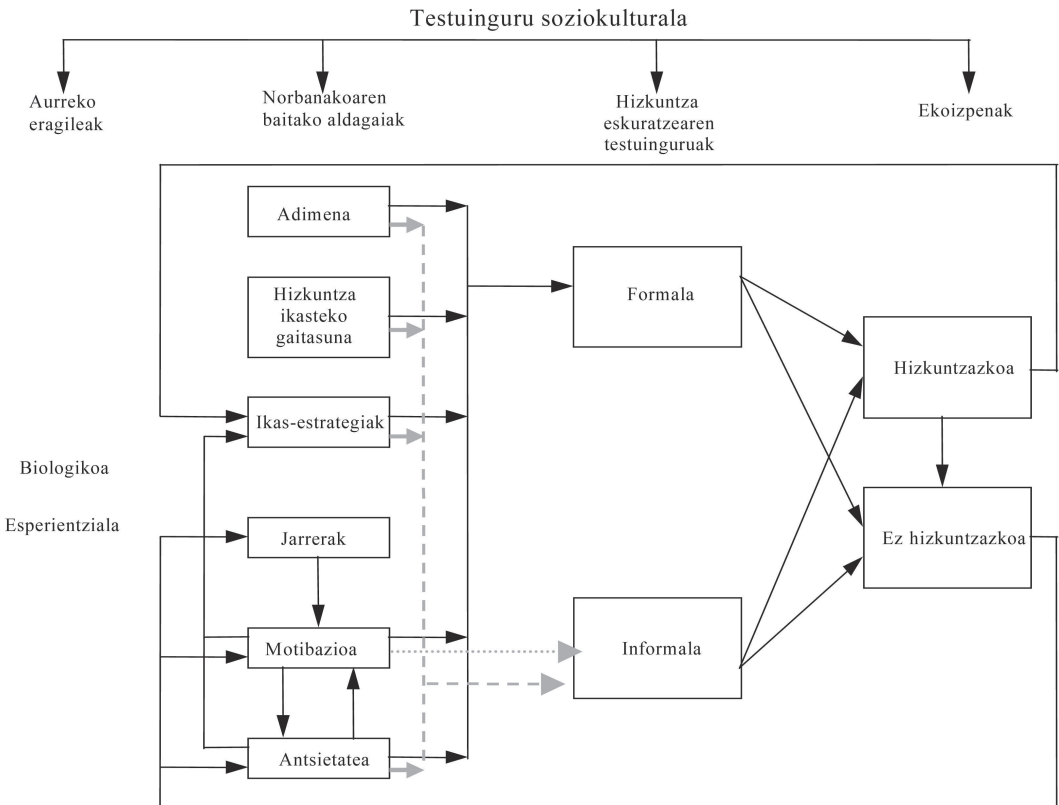 Testuinguru soziokulturala
Aurreko
eragileak
Norbanakoaren
baitako aldagaiak
Hizkuntza
eskuratzearen
testuinguruak
Ekoizpenak
Adimena
Hizkuntza
ikasteko
gaitasuna
Ikas-estrategiak
Biologikoa
Esperientziala
Jarrerak
Motibazioa
Antsietatea
Formala
Informala
Hizkuntzazkoa
Ez hizkuntzazkoa